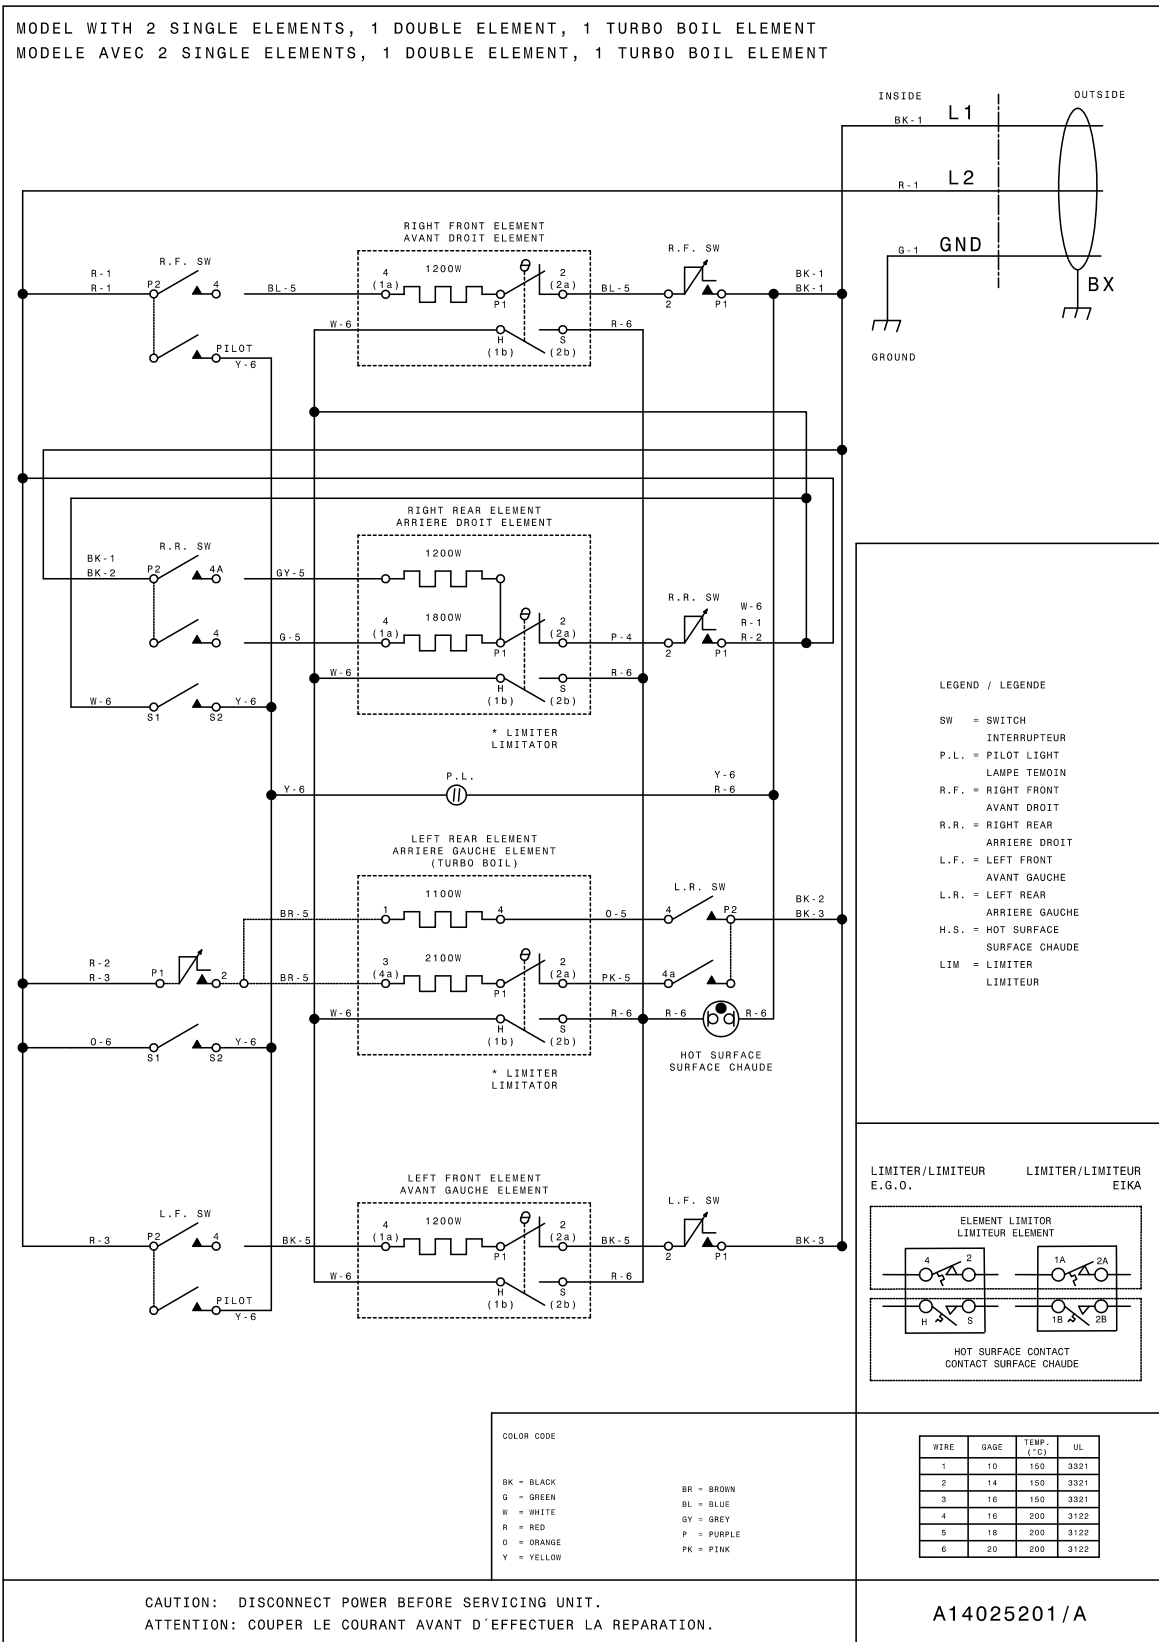 MODEL WITH 2 SINGLE ELEMENTS, 1 DOUBLE ELEMENT, 1 TURBO BOIL ELEMENT
MODELE AVEC 2 SINGLE ELEMENTS, 1 DOUBLE ELEMENT, 1 TURBO BOIL ELEMENT
INSIDE OUTSIDE
BK-1 L1
R-1 L2
G-1 GND
BX
GROUND
RIGHT FRONT ELEMENT
AVANT DROIT ELEMENT
R.F. SW R.F. SW
R-1 P2 4 BL-5 4 (1a) 1200W P1 2 (2a) BL-5 2 P1 BK-1
R-1 BK-1
W-6 H (1b) S (2b) R-6
PILOT
Y-6
RIGHT REAR ELEMENT
ARRIERE DROIT ELEMENT
R.R. SW
BK-1 P2 4A GY-5 1200W
BK-2
R.R. SW
4 G-5 4 (1a) 1800W P1 2 (2a) P-4 2 P1 W-6
R-1
R-2
W-6 H (1b) S (2b) R-6
W-6 S1 S2 Y-6
* LIMITER
LIMITATOR
Y-6 P.L. Y-6
R-6
LEFT REAR ELEMENT
ARRIERE GAUCHE ELEMENT
(TURBO BOIL)
L.R. SW
BR-5 1 1100W 4 O-5 4 P2 BK-2
BK-3
R-2 P1 2 BR-5 3 (4a) 2100W P1 2 (2a) PK-5 4a
R-3
W-6 H (1b) S (2b) R-6 R-6 R-6
O-6 S1 S2 Y-6
HOT SURFACE
SURFACE CHAUDE
* LIMITER
LIMITATOR
LEFT FRONT ELEMENT
AVANT GAUCHE ELEMENT
L.F. SW L.F. SW
R-3 P2 4 BK-5 4 (1a) 1200W P1 2 (2a) BK-5 2 P1 BK-3
W-6 H (1b) S (2b) R-6
PILOT
Y-6
LEGEND / LEGENDE
SW = SWITCH
INTERRUPTEUR
P.L. = PILOT LIGHT
LAMPE TEMOIN
R.F. = RIGHT FRONT
AVANT DROIT
R.R. = RIGHT REAR
ARRIERE DROIT
L.F. = LEFT FRONT
AVANT GAUCHE
L.R. = LEFT REAR
ARRIERE GAUCHE
H.S. = HOT SURFACE
SURFACE CHAUDE
LIM = LIMITER
LIMITEUR
LIMITER/LIMITEUR LIMITER/LIMITEUR
E.G.O. EIKA
ELEMENT LIMITOR
LIMITEUR ELEMENT
4 2 1A 2A
H S 1B 2B
HOT SURFACE CONTACT
CONTACT SURFACE CHAUDE
COLOR CODE
BK = BLACK
G = GREEN
W = WHITE
R = RED
O = ORANGE
Y = YELLOW
BR = BROWN
BL = BLUE
GY = GREY
P = PURPLE
PK = PINK
WIRE GAGE TEMP. (°C) UL
1 10 150 3321
2 14 150 3321
3 16 150 3321
4 16 200 3122
5 18 200 3122
6 20 200 3122
CAUTION: DISCONNECT POWER BEFORE SERVICING UNIT.
ATTENTION: COUPER LE COURANT AVANT D´EFFECTUER LA REPARATION.
A14025201/A